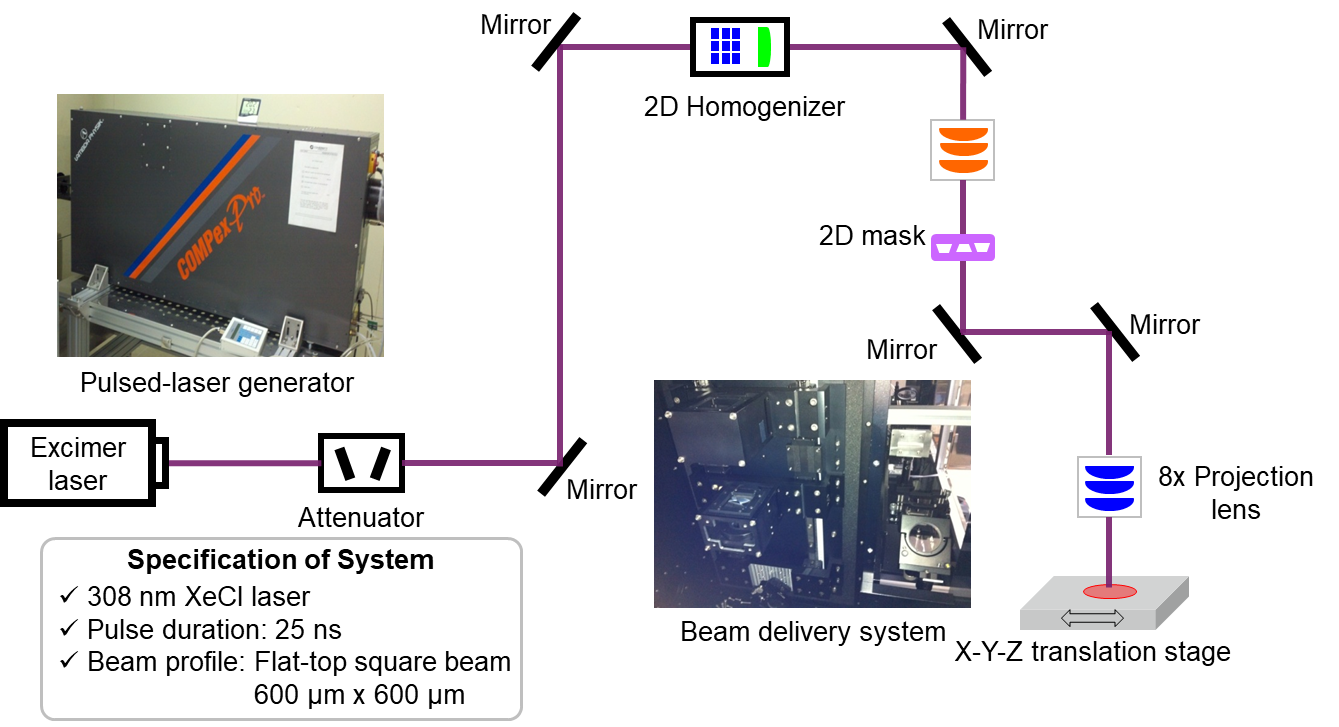 Mirror
Mirror
2D Homogenizer
LAMBDA PHYSIK
COMPex Pro
2D mask
Mirror
Mirror
Pulsed-laser generator
Excimer
laser
Mirror
Attenuator
8x Projection
lens
Specification of System
✓ 308 nm XeCl laser
✓ Pulse duration: 25 ns
✓ Beam profile: Flat-top square beam
600 μm x 600 μm
Beam delivery system
X-Y-Z translation stage